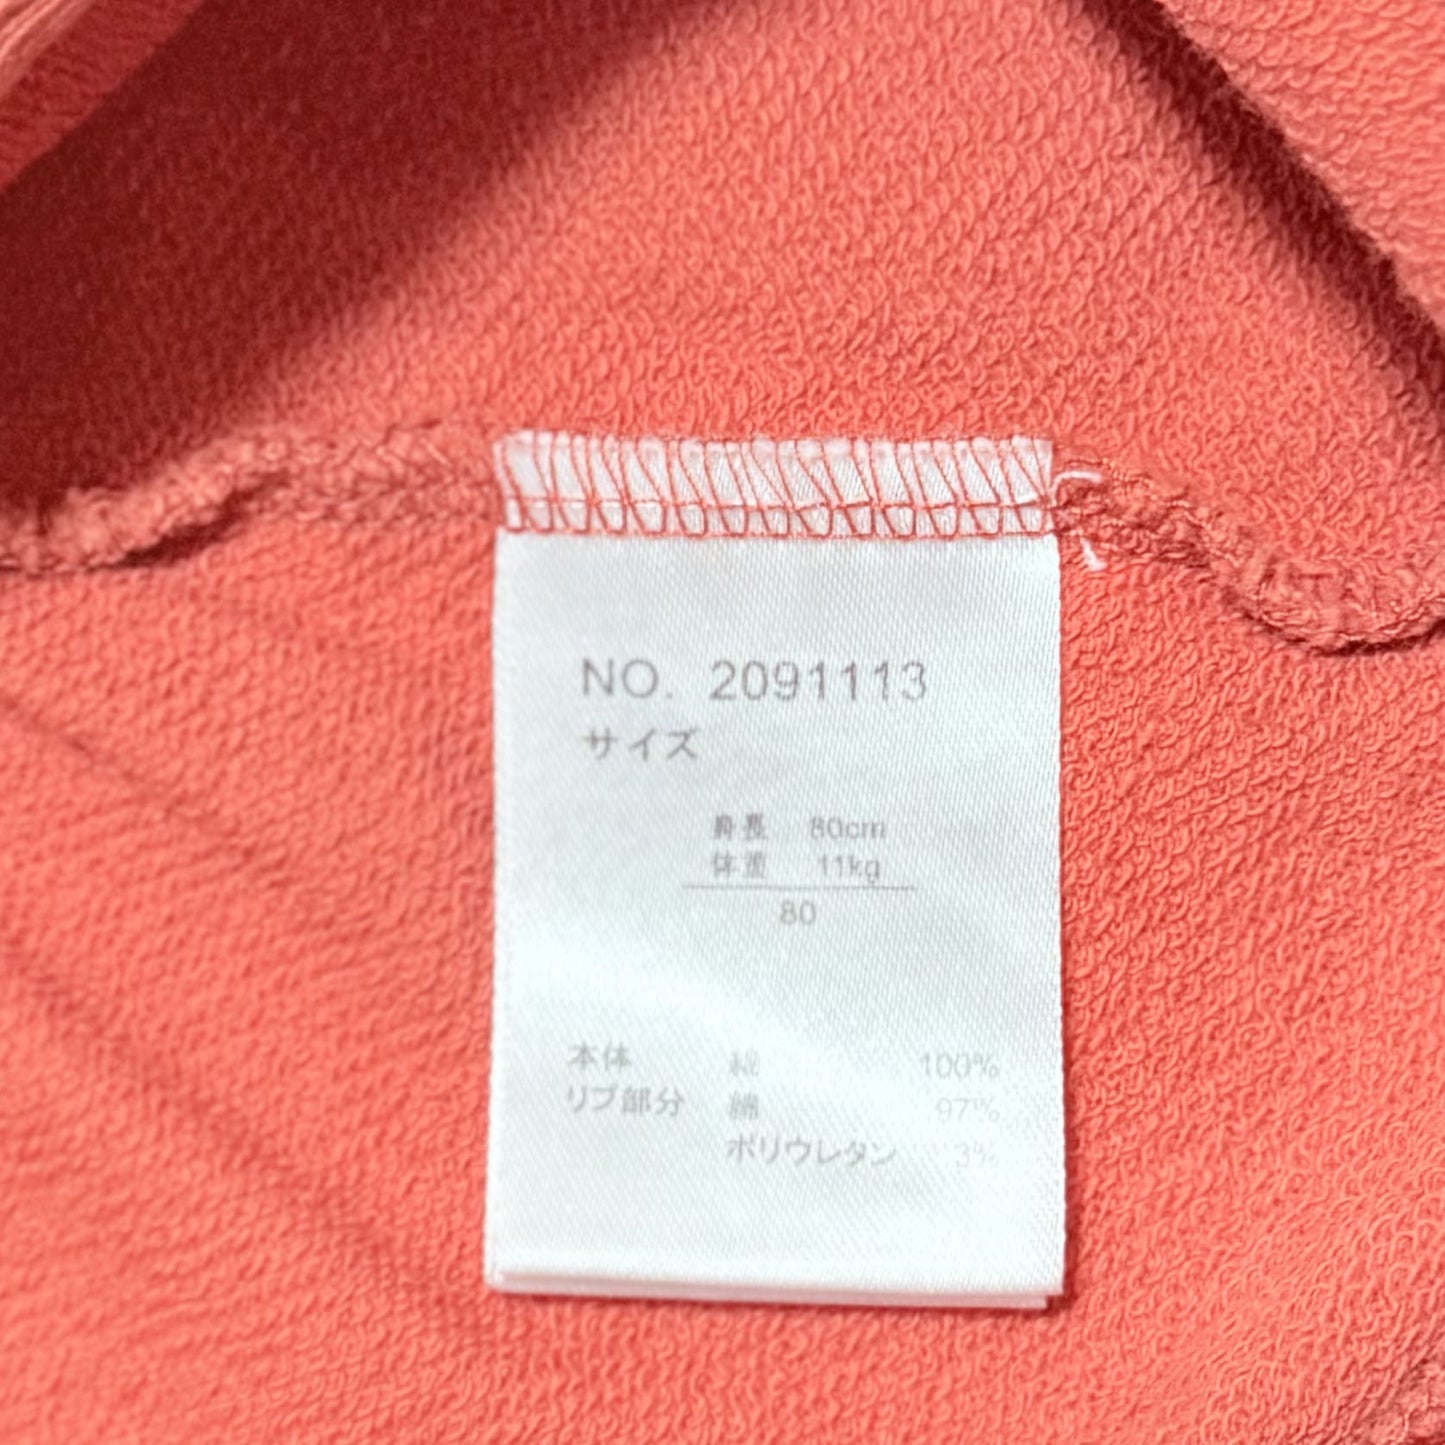 NO. 2091113
サイズ
身長 80cm
体重 11kg
80
本体 綿 100%
リブ部分 綿 97%
ポリウレタン 3%